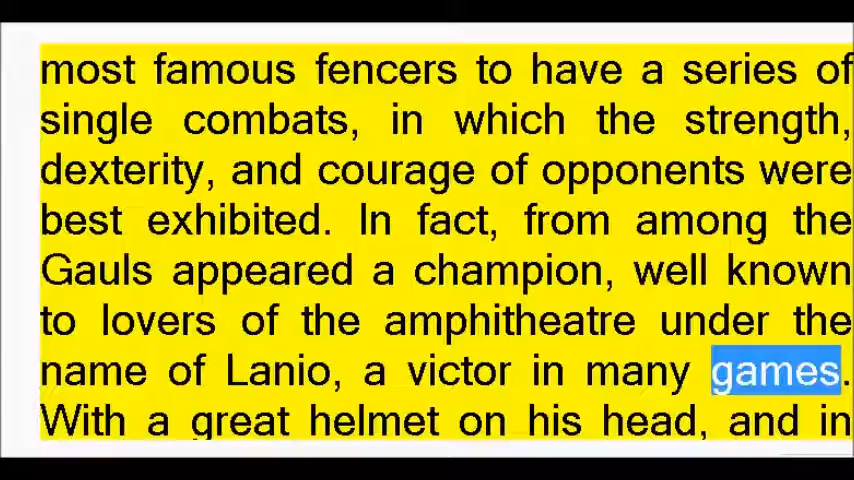 most famous fencers to have a series of
single combats, in which the strength,
dexterity, and courage of opponents were
best exhibited. In fact, from among the
Gauls appeared a champion, well known
to lovers of the amphitheatre under the
name of Lanio, a victor in many games.
With a great helmet on his head, and in